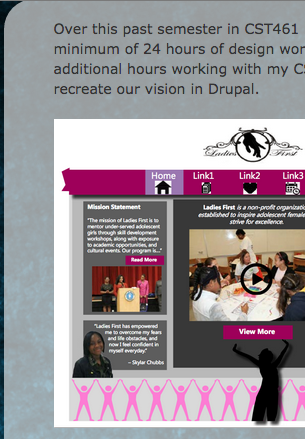 Over this past semester in CST461
minimum of 24 hours of design wor
additional hours working with my CS
recreate our vision in Drupal.
Ladies First
Home Link1 Link2 Link3
Mission Statement
"The mission of Ladies First is to
mentor under-served adolescent
girls through skill development
workshops, along with exposure
to academic opportunities, and
cultural events. Our program is..."
Read More
Ladies First is a non-profit organizatio
established to inspire adolescent female
strive for excellence.
View More
"Ladies First has empowered
me to overcome my fears
and life obstacles, and
now I feel confident in
myself everyday."
-- Skylar Chubbs